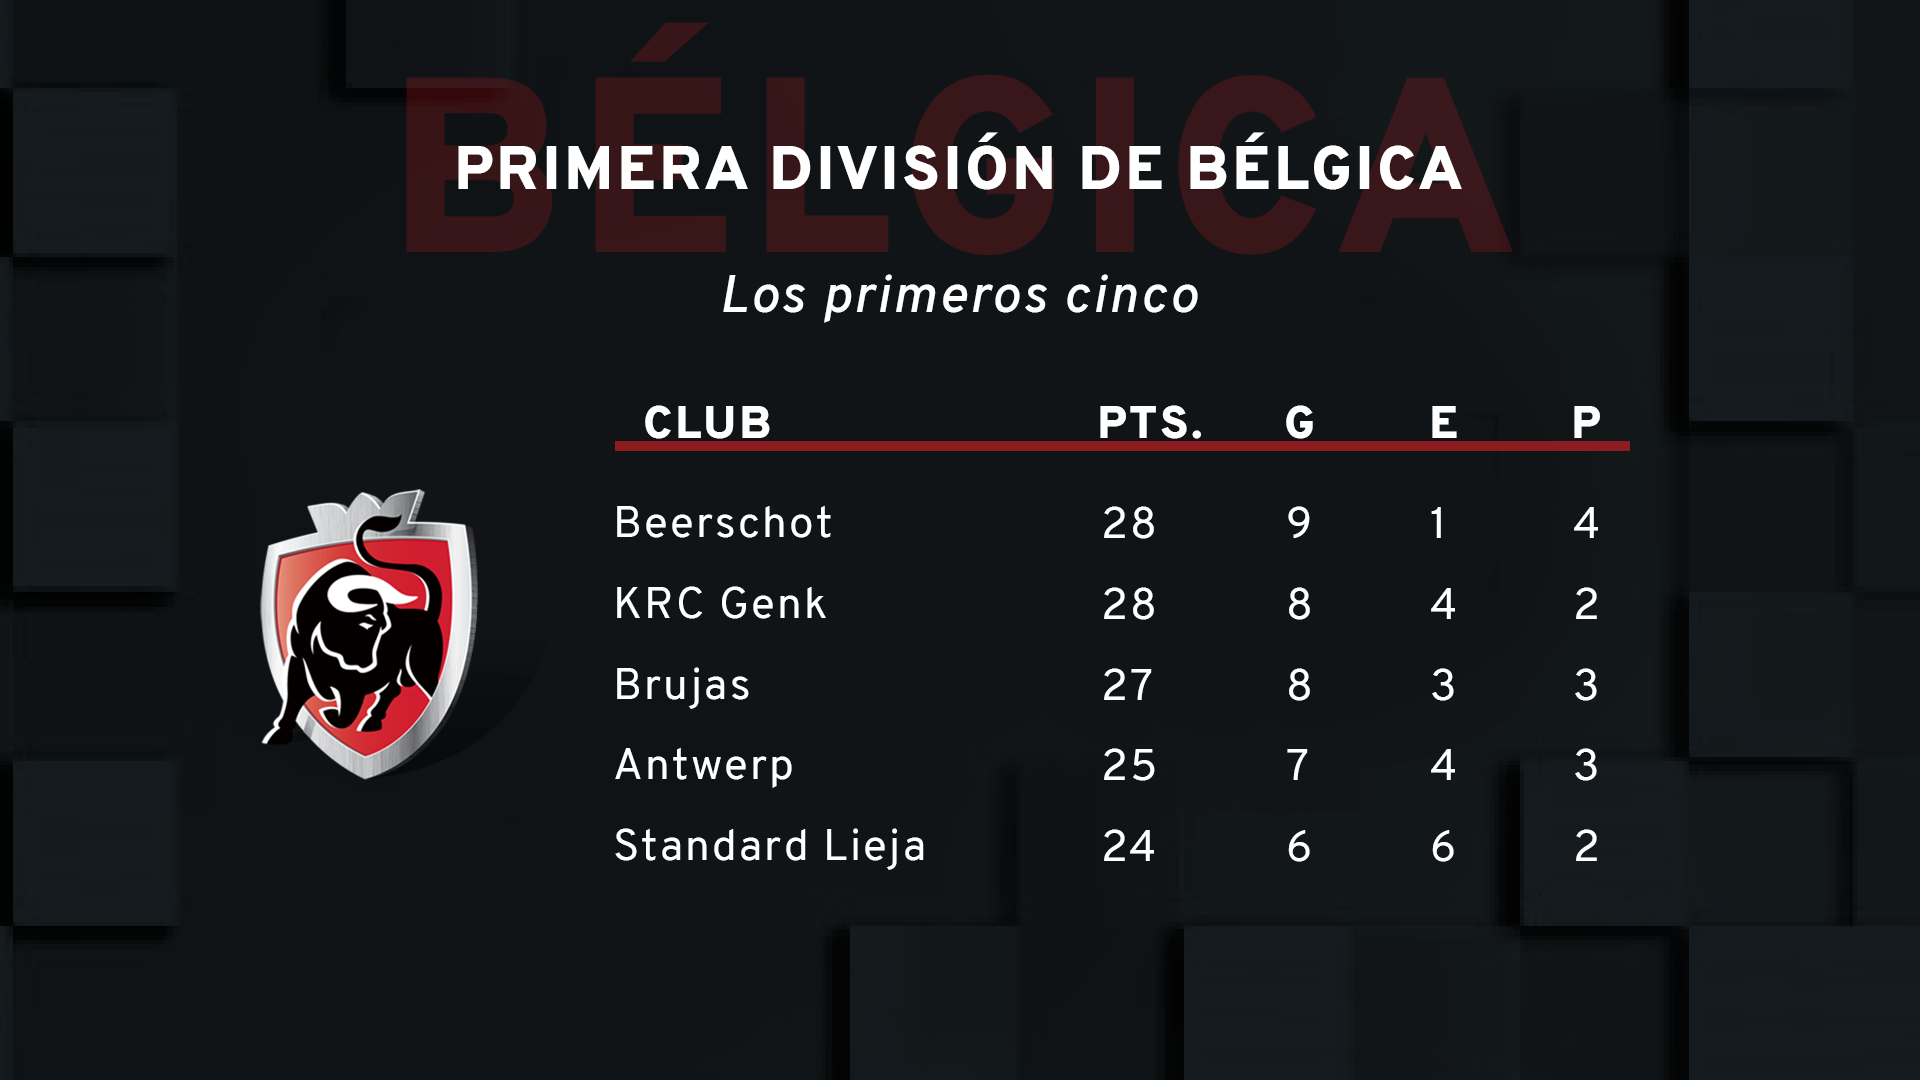 BÉLGICA
PRIMERA DIVISIÓN DE BÉLGICA
Los primeros cinco
CLUB PTS. G E P
Beerschot 28 9 1 4
KRC Genk 28 8 4 2
Brujas 27 8 3 3
Antwerp 25 7 4 3
Standard Lieja 24 6 6 2